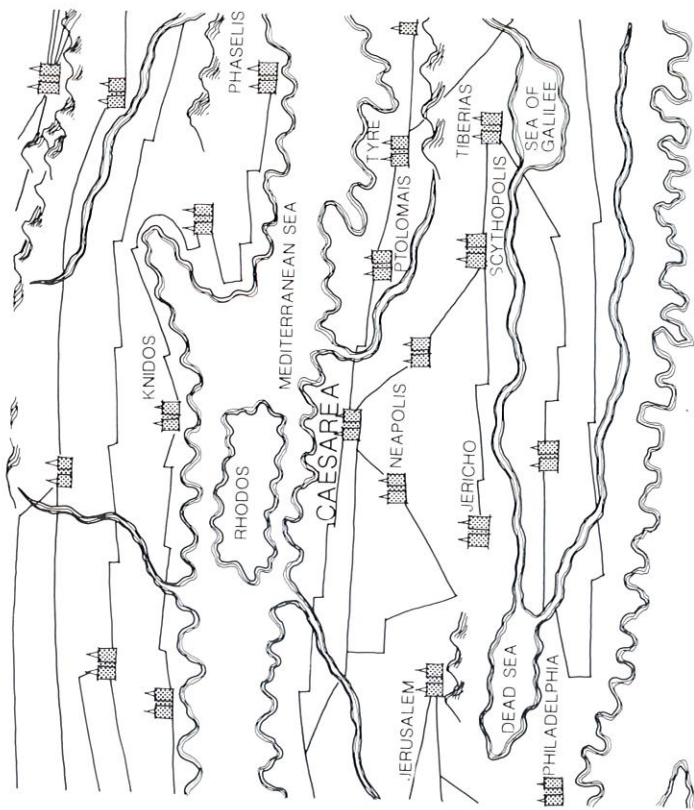 PHASELIS
KNIDOS
MEDITERRANEAN SEA
RHODOS
TYRE
PTOLOMAIS
CAESAREA
NEAPOLIS
TIBERIAS
SEA OF
GALILEE
SCYTHOPOLIS
JERICHO
JERUSALEM
DEAD SEA
PHILADELPHIA